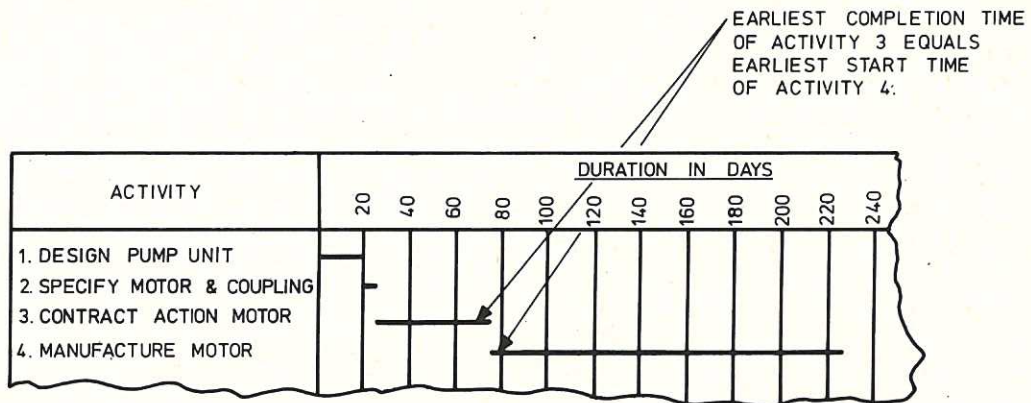 EARLIEST COMPLETION TIME
OF ACTIVITY 3 EQUALS
EARLIEST START TIME
OF ACTIVITY 4.
ACTIVITY
DURATION IN DAYS
20 40 60 80 100 120 140 160 180 200 220 240
1. DESIGN PUMP UNIT
2. SPECIFY MOTOR & COUPLING
3. CONTRACT ACTION MOTOR
4. MANUFACTURE MOTOR